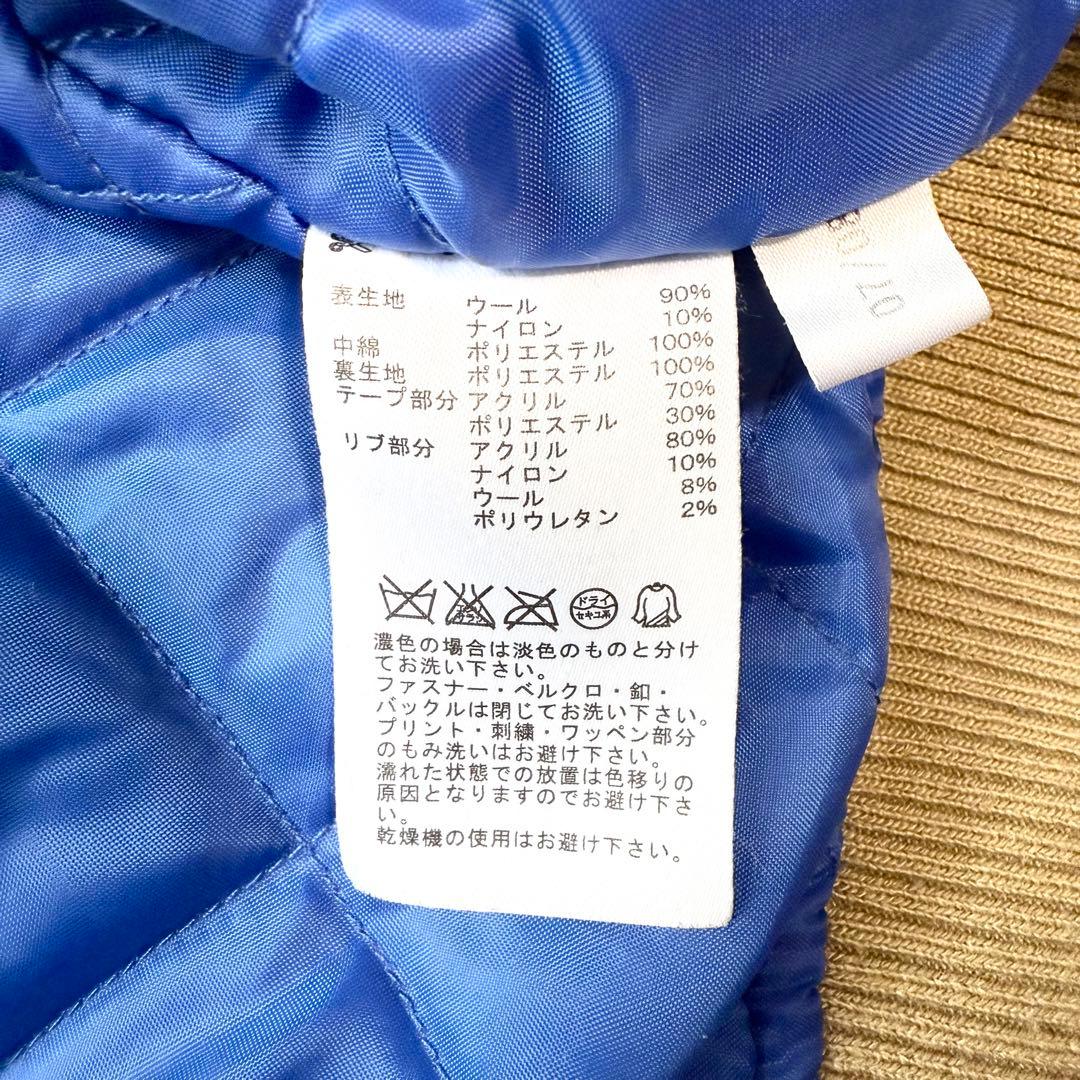 表生地 ウール 90%
ナイロン 10%
中綿 ポリエステル 100%
裏生地 ポリエステル 100%
テープ部分 アクリル 70%
ポリエステル 30%
リブ部分 アクリル 80%
ナイロン 10%
ウール 8%
ポリウレタン 2%
ドライ
セキユ系
濃色の場合は淡色のものと分け
てお洗い下さい。
ファスナー・ベルクロ・釦・
バックルは閉じてお洗い下さい。
プリント・刺繍・ワッペン部分
のもみ洗いはお避け下さい。
濡れた状態での放置は色移りの
原因となりますのでお避け下さ
い。
乾燥機の使用はお避け下さい。